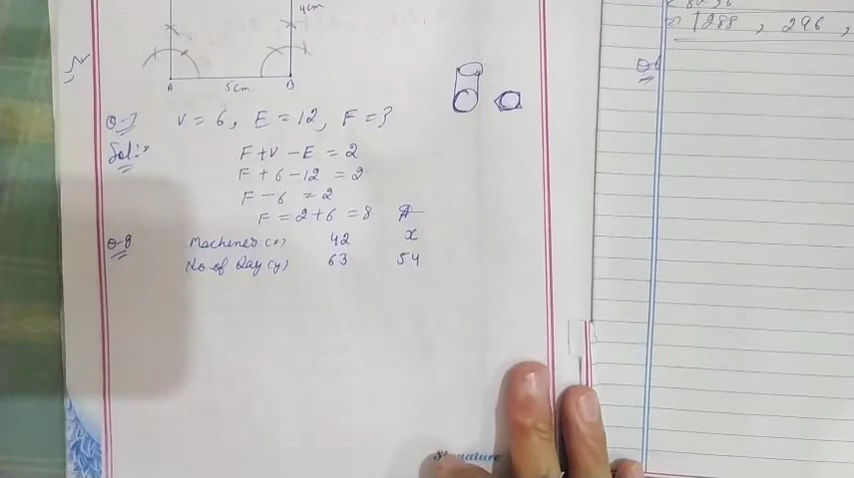 4cm
A 5cm B
Q-7 V = 6, E = 12, F = ?
Sol:-
F + V - E = 2
F + 6 - 12 = 2
F - 6 = 2
F = 2 + 6 = 8
Q-8 Machines (x) 42 x
No of Day (y) 63 54
288, 296,
Signature